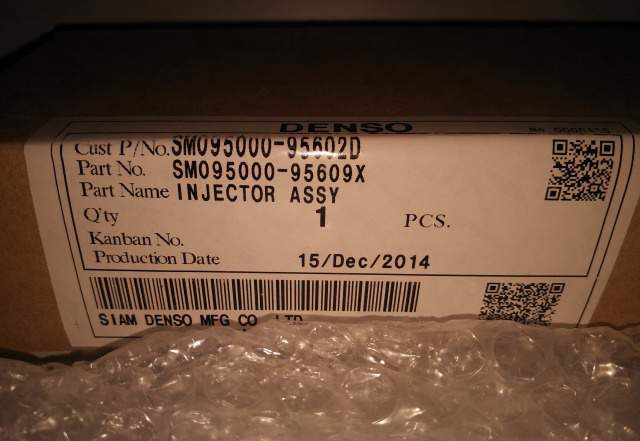 DENSO
Cust P/No. SM095000-95602D
Part No. SM095000-95609X
Part Name INJECTOR ASSY
Q'ty 1 PCS.
Kanban No.
Production Date 15/Dec/2014
SIAM DENSO MFG CO., LTD.